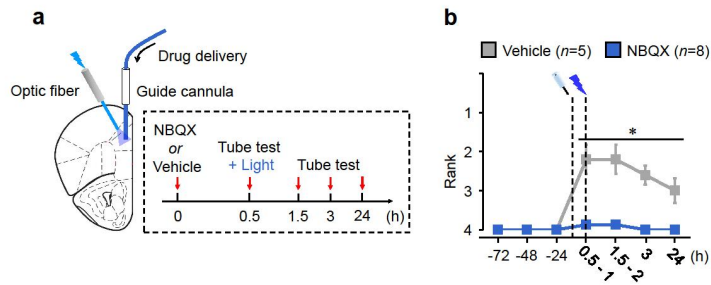 a
Drug delivery
Optic fiber
Guide cannula
NBQX
or
Vehicle
Tube test
+ Light
Tube test
0
0.5
1.5
3
24
(h)
b
Vehicle (n=5)
NBQX (n=8)
*
Rank
1
2
3
4
-72
-48
-24
0.5 - 1
1.5 - 2
3
24
(h)